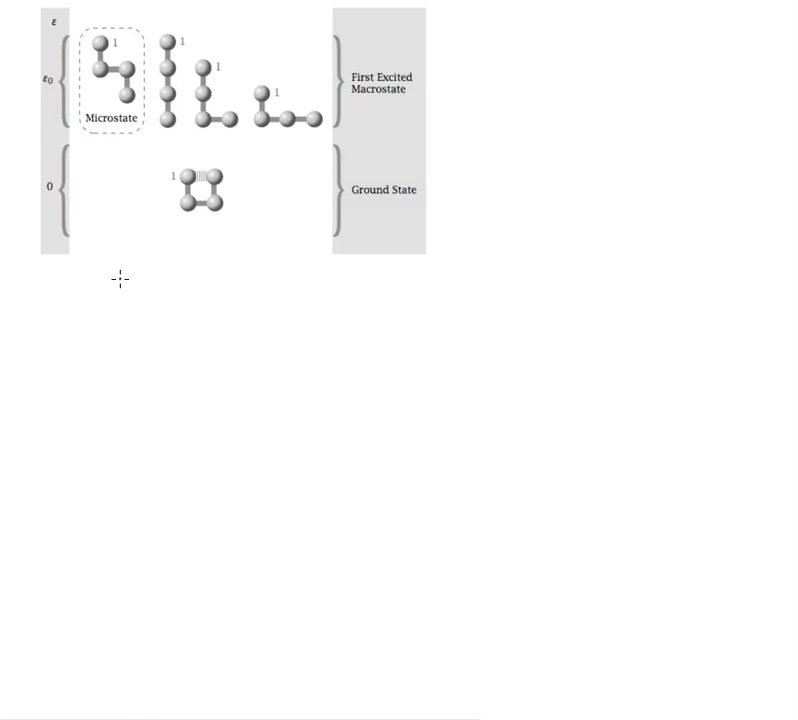 ε
1
1
1
1
ε₀
First Excited
Macrostate
Microstate
1
0
Ground State